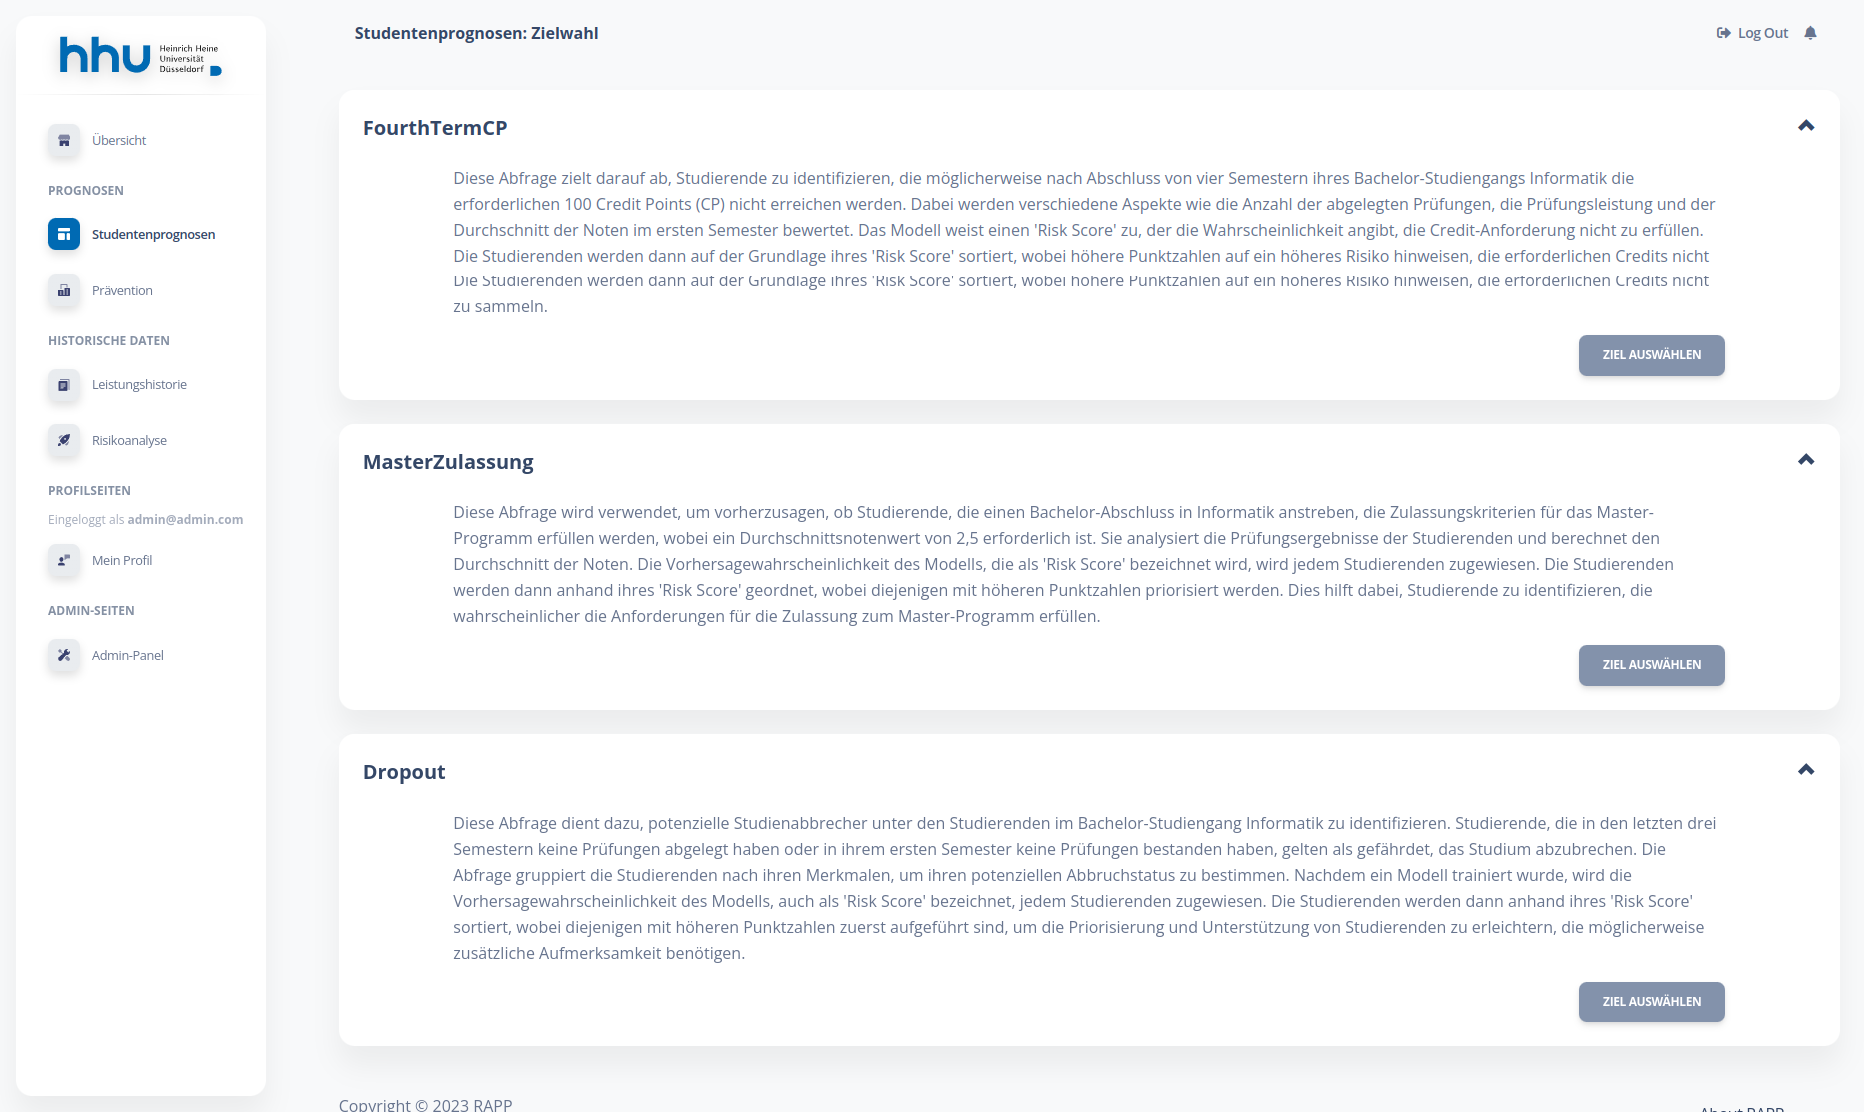 hhu Heinrich Heine
Universität
Düsseldorf
Übersicht
PROGNOSEN
Studentenprognosen
Prävention
HISTORISCHE DATEN
Leistungshistorie
Risikoanalyse
PROFILSEITEN
Eingeloggt als admin@admin.com
Mein Profil
ADMIN-SEITEN
Admin-Panel
Studentenprognosen: Zielwahl
Log Out
FourthTermCP
Diese Abfrage zielt darauf ab, Studierende zu identifizieren, die möglicherweise nach Abschluss von vier Semestern ihres Bachelor-Studiengangs Informatik die
erforderlichen 100 Credit Points (CP) nicht erreichen werden. Dabei werden verschiedene Aspekte wie die Anzahl der abgelegten Prüfungen, die Prüfungsleistung und der
Durchschnitt der Noten im ersten Semester bewertet. Das Modell weist einen 'Risk Score' zu, der die Wahrscheinlichkeit angibt, die Credit-Anforderung nicht zu erfüllen.
Die Studierenden werden dann auf der Grundlage ihres 'Risk Score' sortiert, wobei höhere Punktzahlen auf ein höheres Risiko hinweisen, die erforderlichen Credits nicht
Die Studierenden werden dann auf der Grundlage ihres 'Risk Score' sortiert, wobei höhere Punktzahlen auf ein höheres Risiko hinweisen, die erforderlichen Credits nicht
zu sammeln.
ZIEL AUSWÄHLEN
MasterZulassung
Diese Abfrage wird verwendet, um vorherzusagen, ob Studierende, die einen Bachelor-Abschluss in Informatik anstreben, die Zulassungskriterien für das Master-
Programm erfüllen werden, wobei ein Durchschnittsnotenwert von 2,5 erforderlich ist. Sie analysiert die Prüfungsergebnisse der Studierenden und berechnet den
Durchschnitt der Noten. Die Vorhersagewahrscheinlichkeit des Modells, die als 'Risk Score' bezeichnet wird, wird jedem Studierenden zugewiesen. Die Studierenden
werden dann anhand ihres 'Risk Score' geordnet, wobei diejenigen mit höheren Punktzahlen priorisiert werden. Dies hilft dabei, Studierende zu identifizieren, die
wahrscheinlicher die Anforderungen für die Zulassung zum Master-Programm erfüllen.
ZIEL AUSWÄHLEN
Dropout
Diese Abfrage dient dazu, potenzielle Studienabbrecher unter den Studierenden im Bachelor-Studiengang Informatik zu identifizieren. Studierende, die in den letzten drei
Semestern keine Prüfungen abgelegt haben oder in ihrem ersten Semester keine Prüfungen bestanden haben, gelten als gefährdet, das Studium abzubrechen. Die
Abfrage gruppiert die Studierenden nach ihren Merkmalen, um ihren potenziellen Abbruchstatus zu bestimmen. Nachdem ein Modell trainiert wurde, wird die
Vorhersagewahrscheinlichkeit des Modells, auch als 'Risk Score' bezeichnet, jedem Studierenden zugewiesen. Die Studierenden werden dann anhand ihres 'Risk Score'
sortiert, wobei diejenigen mit höheren Punktzahlen zuerst aufgeführt sind, um die Priorisierung und Unterstützung von Studierenden zu erleichtern, die möglicherweise
zusätzliche Aufmerksamkeit benötigen.
ZIEL AUSWÄHLEN
Copyright © 2023 RAPP
About RAPP